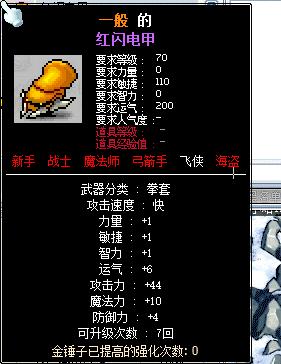 一般 的
红闪电甲
要求等级： 70
要求力量： 0
要求敏捷： 110
要求智力： 0
要求运气： 200
要求人气度：-
道具等级： -
道具经验值： -
新手 战士 魔法师 弓箭手 飞侠 海盗
武器分类 ： 拳套
攻击速度 ： 快
力量 ： +1
敏捷 ： +1
智力 ： +1
运气 ： +6
攻击力 ： +44
魔法力 ： +10
防御力 ： +4
可升级次数 ： 7回
金锤子已提高的强化次数：0